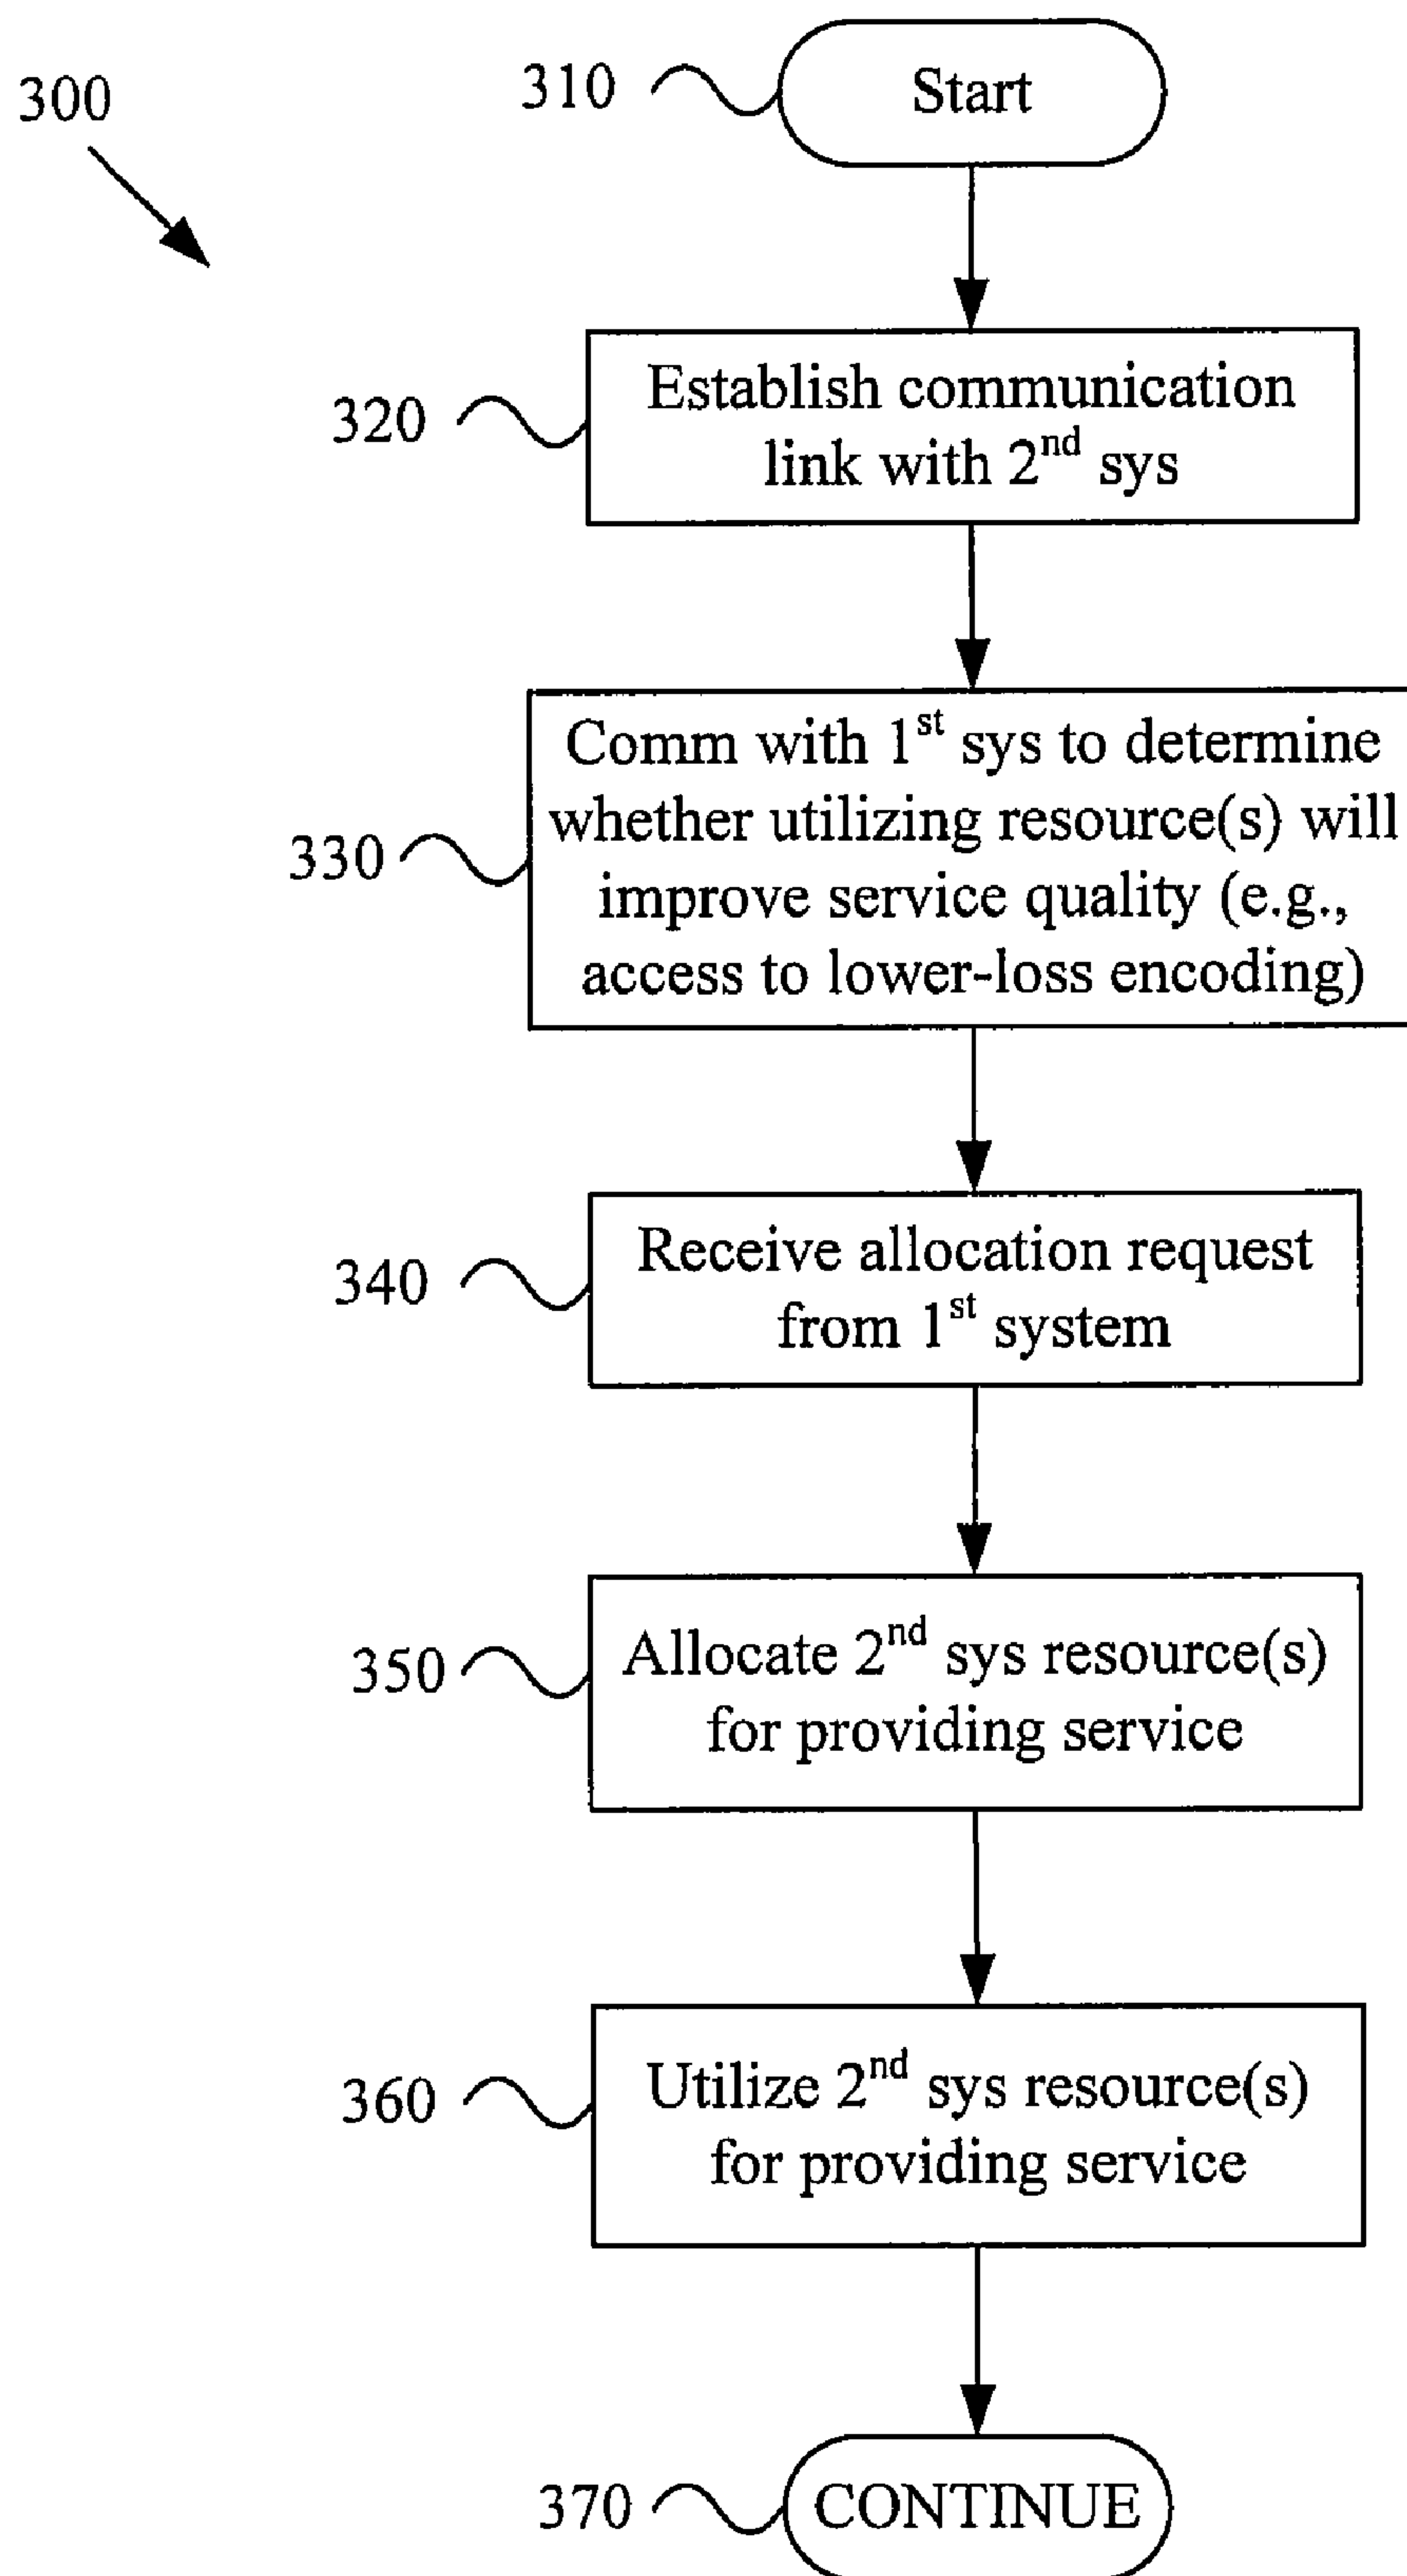 300
310
Start
320
Establish communication
link with 2nd sys
330
Comm with 1st sys to determine
whether utilizing resource(s) will
improve service quality (e.g.,
access to lower-loss encoding)
340
Receive allocation request
from 1st system
350
Allocate 2nd sys resource(s)
for providing service
360
Utilize 2nd sys resource(s)
for providing service
370
CONTINUE